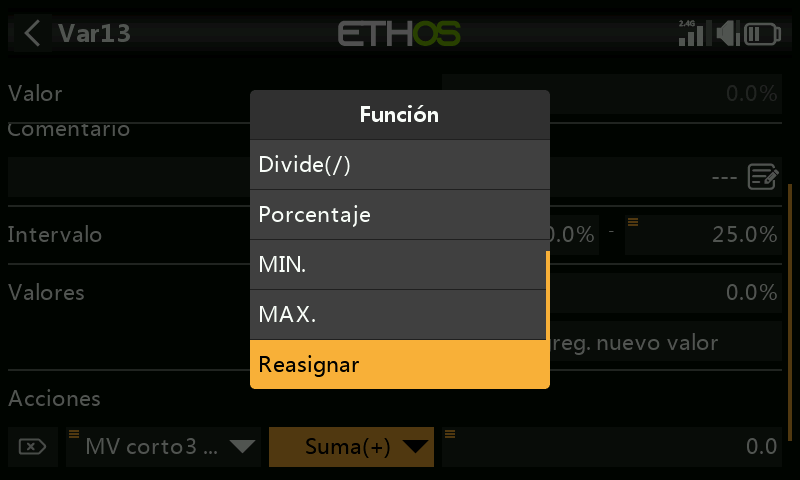 Var13
ETHOS
2.4G
Valor
0.0%
Función
Comentario
Divide(/)
---
Porcentaje
Intervalo
0.0%
-
25.0%
MIN.
Valores
0.0%
MAX.
nuevo valor
Reasignar
Acciones
MV corto3 ...
Suma(+)
0.0